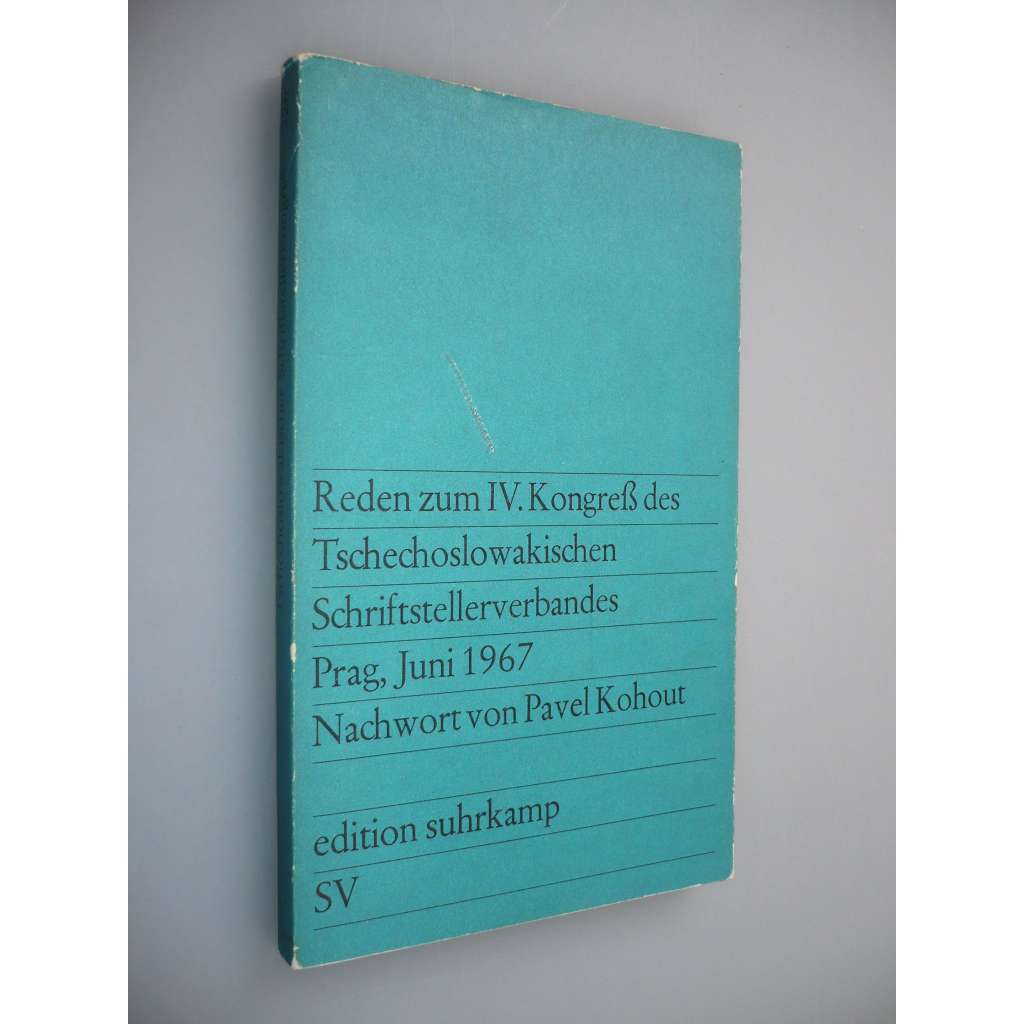 Reden zum IV. Kongreß des
Tschechoslowakischen
Schriftstellerverbandes
Prag, Juni 1967
Nachwort von Pavel Kohout
edition suhrkamp
SV